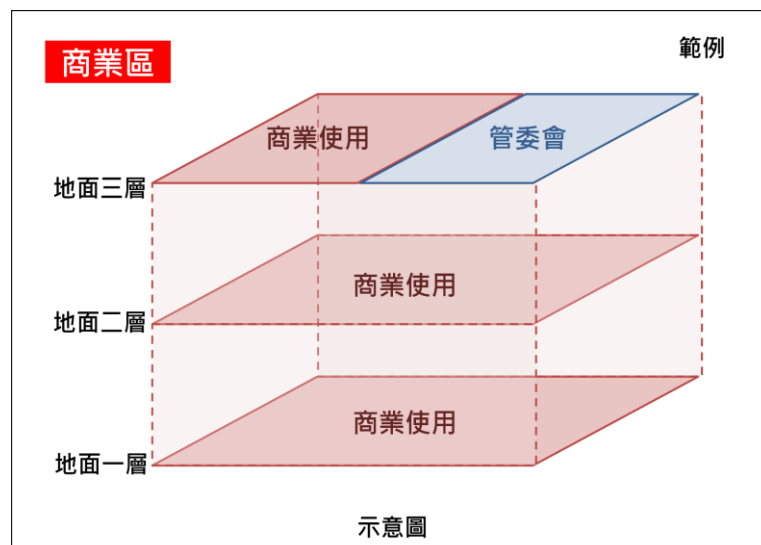 商業區
範例
商業使用
管委會
地面三層
商業使用
地面二層
商業使用
地面一層
示意圖